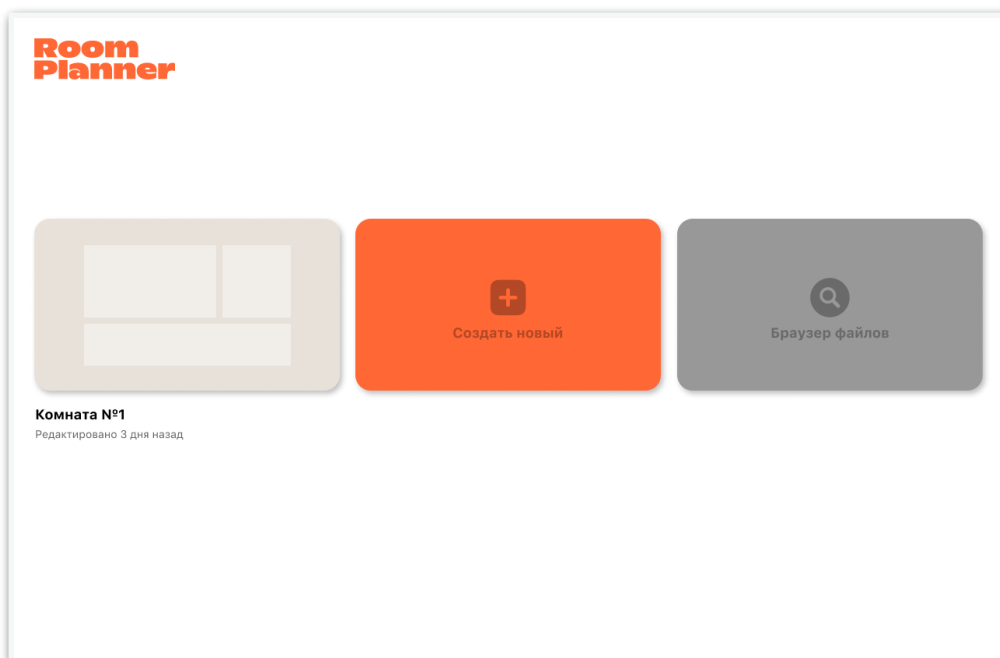 Room
Planner
Создать новый
Браузер файлов
Комната №1
Редактировано 3 дня назад